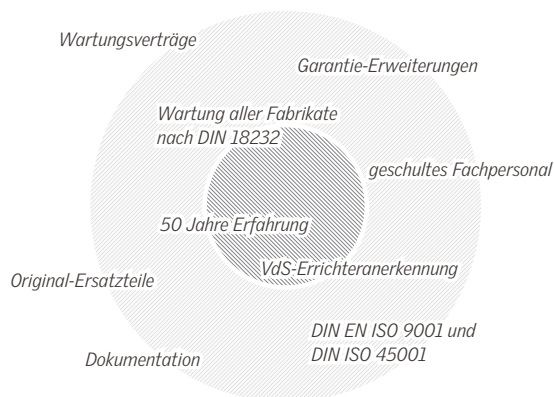 Wartungsverträge
Garantie-Erweiterungen
Wartung aller Fabrikate
nach DIN 18232
geschultes Fachpersonal
50 Jahre Erfahrung
VdS-Errichteranerkennung
Original-Ersatzteile
DIN EN ISO 9001 und
DIN ISO 45001
Dokumentation